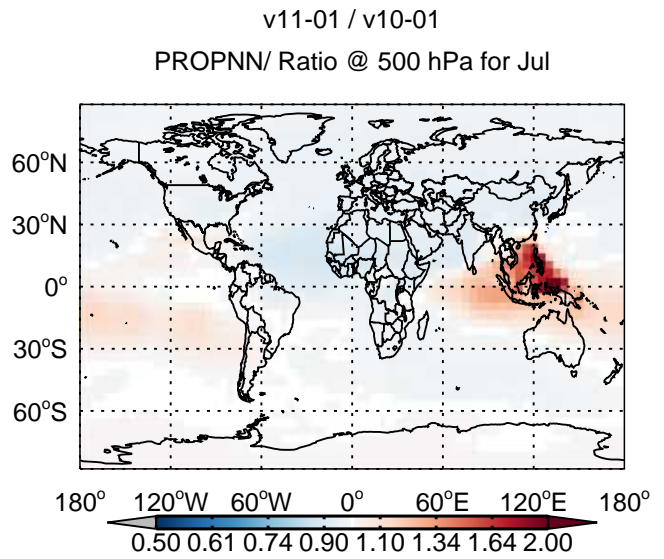 v11-01 / v10-01
PROPNN/ Ratio @ 500 hPa for Jul
60°N
30°N
0°
30°S
60°S
180° 120°W 60°W 0° 60°E 120°E 180°
0.50 0.61 0.74 0.90 1.10 1.34 1.64 2.00